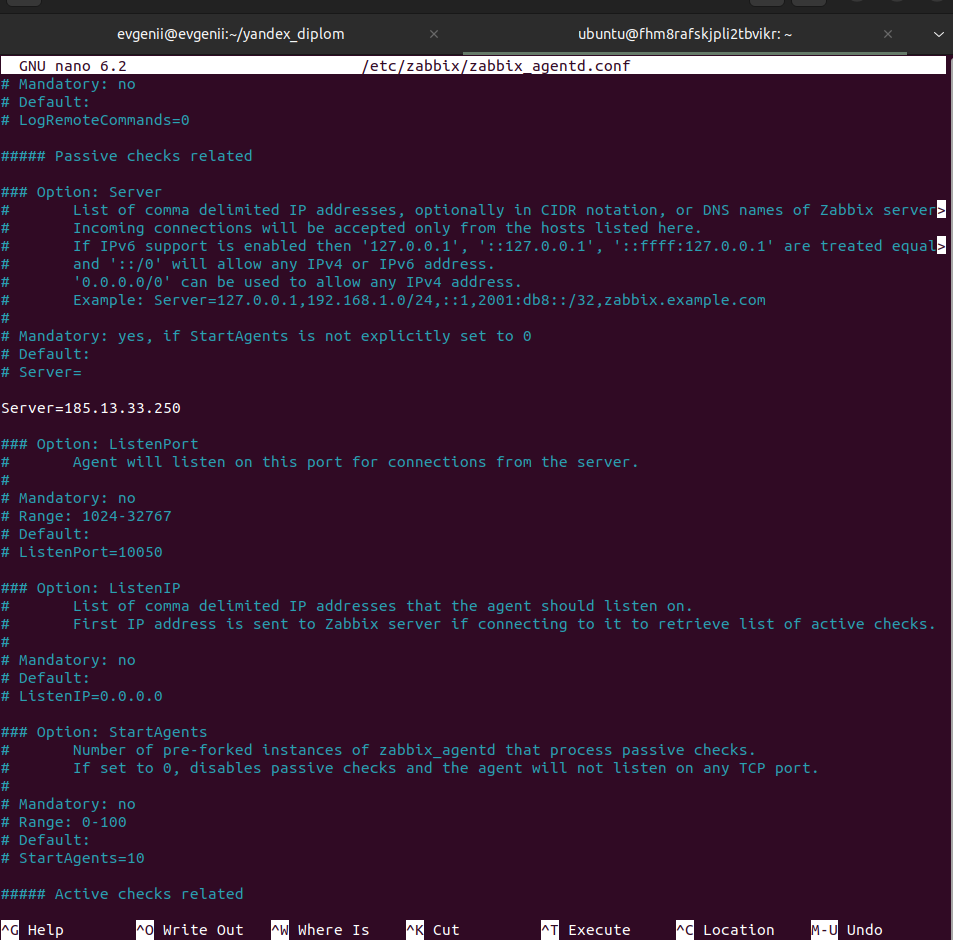 evgenii@evgenii:~/yandex_diplom × ubuntu@fhm8rafskjpli2tbvikr: ~ ×
GNU nano 6.2 /etc/zabbix/zabbix_agentd.conf
# Mandatory: no
# Default:
# LogRemoteCommands=0
##### Passive checks related
### Option: Server
# List of comma delimited IP addresses, optionally in CIDR notation, or DNS names of Zabbix server>
# Incoming connections will be accepted only from the hosts listed here.
# If IPv6 support is enabled then '127.0.0.1', '::127.0.0.1', '::ffff:127.0.0.1' are treated equal>
# and '::/0' will allow any IPv4 or IPv6 address.
# '0.0.0.0/0' can be used to allow any IPv4 address.
# Example: Server=127.0.0.1,192.168.1.0/24,::1,2001:db8::/32,zabbix.example.com
#
# Mandatory: yes, if StartAgents is not explicitly set to 0
# Default:
# Server=
Server=185.13.33.250
### Option: ListenPort
# Agent will listen on this port for connections from the server.
#
# Mandatory: no
# Range: 1024-32767
# Default:
# ListenPort=10050
### Option: ListenIP
# List of comma delimited IP addresses that the agent should listen on.
# First IP address is sent to Zabbix server if connecting to it to retrieve list of active checks.
#
# Mandatory: no
# Default:
# ListenIP=0.0.0.0
### Option: StartAgents
# Number of pre-forked instances of zabbix_agentd that process passive checks.
# If set to 0, disables passive checks and the agent will not listen on any TCP port.
#
# Mandatory: no
# Range: 0-100
# Default:
# StartAgents=10
##### Active checks related
^G Help ^O Write Out ^W Where Is ^K Cut ^T Execute ^C Location M-U Undo